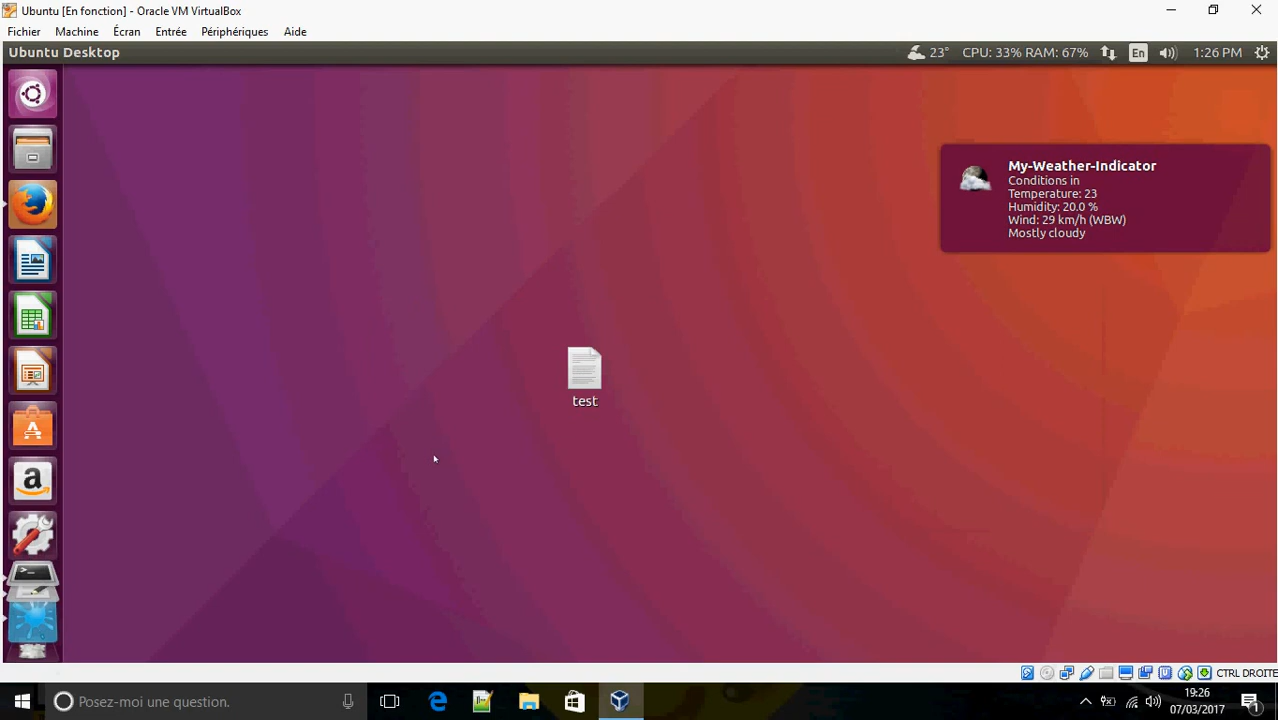 Ubuntu [En fonction] - Oracle VM VirtualBox
Fichier Machine Écran Entrée Périphériques Aide
Ubuntu Desktop 23° CPU: 33% RAM: 67% En 1:26 PM
My-Weather-Indicator
Conditions in
Temperature: 23
Humidity: 20.0 %
Wind: 29 km/h (WBW)
Mostly cloudy
test
CTRL DROITE
Posez-moi une question.
19:26
07/03/2017
1